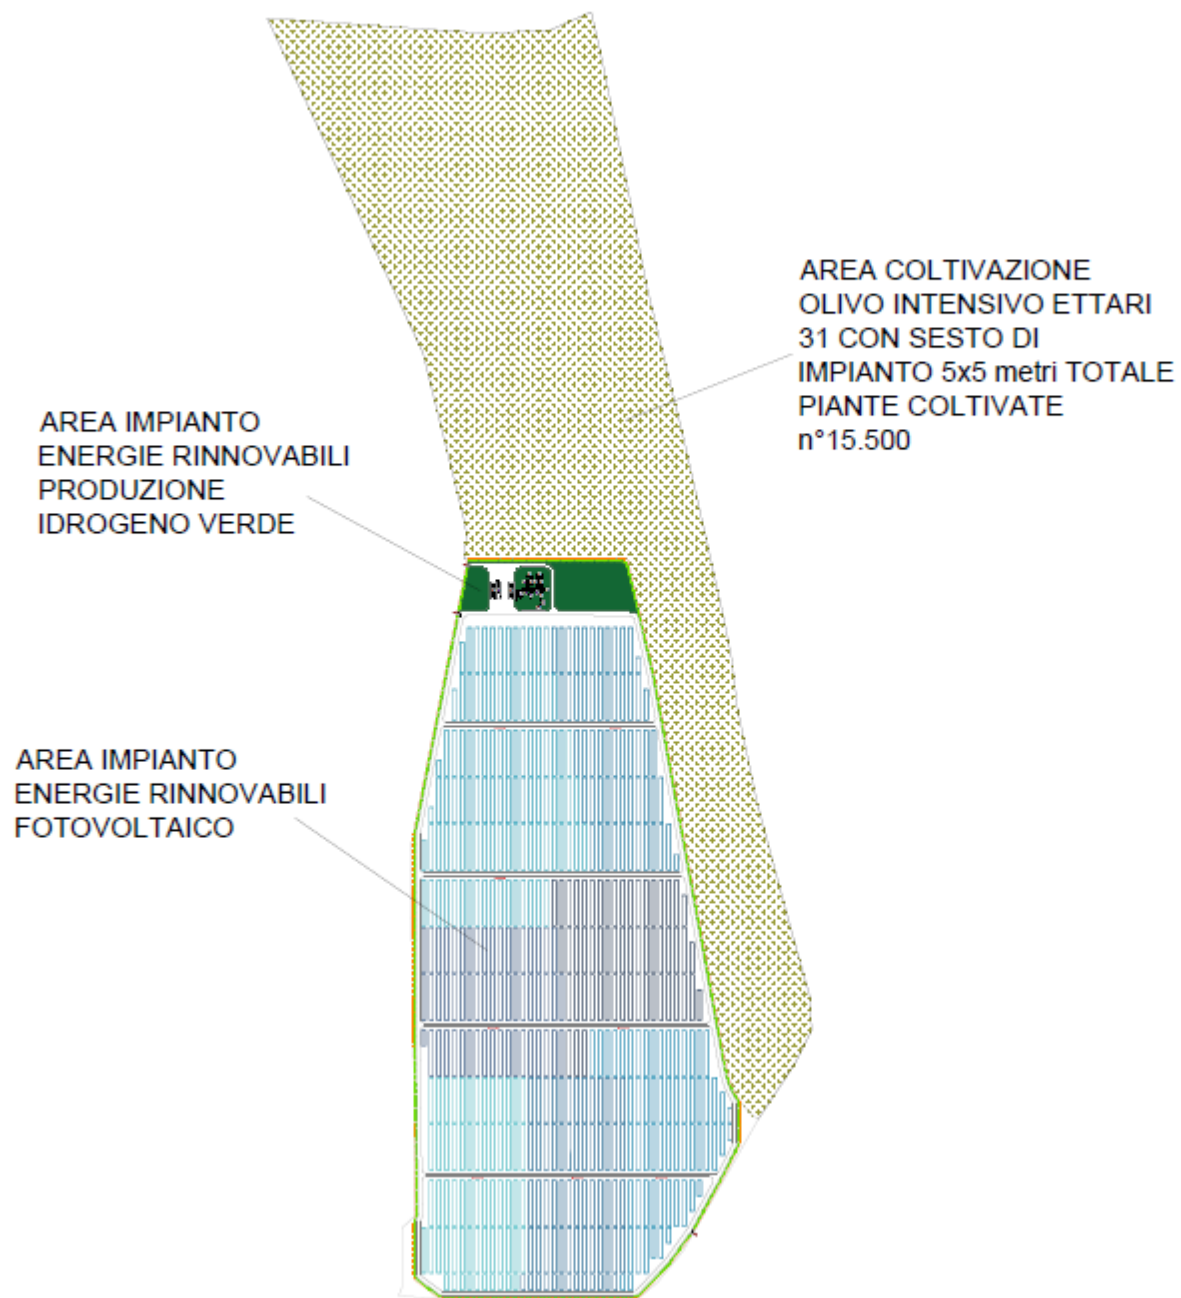 AREA COLTIVAZIONE
OLIVO INTENSIVO ETTARI
31 CON SESTO DI
IMPIANTO 5x5 metri TOTALE
PIANTE COLTIVATE
n°15.500
AREA IMPIANTO
ENERGIE RINNOVABILI
PRODUZIONE
IDROGENO VERDE
AREA IMPIANTO
ENERGIE RINNOVABILI
FOTOVOLTAICO